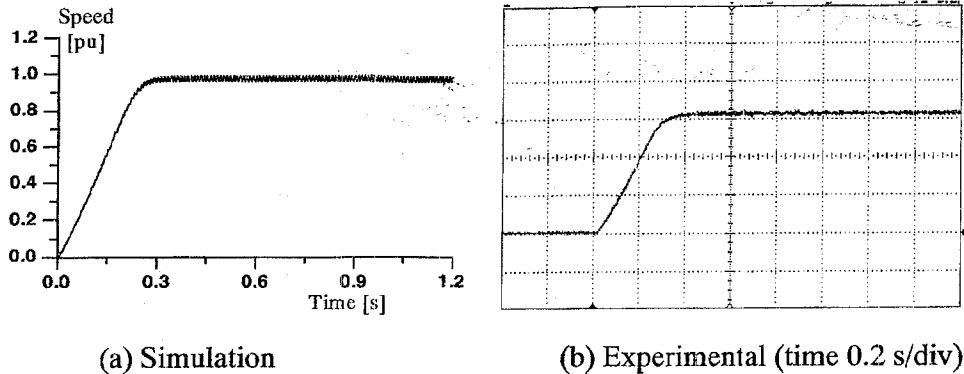 Speed
[pu]
1.2
1.0
0.8
0.6
0.4
0.2
0.0
0.0 0.3 0.6 0.9 1.2
Time [s]
(a) Simulation
(b) Experimental (time 0.2 s/div)